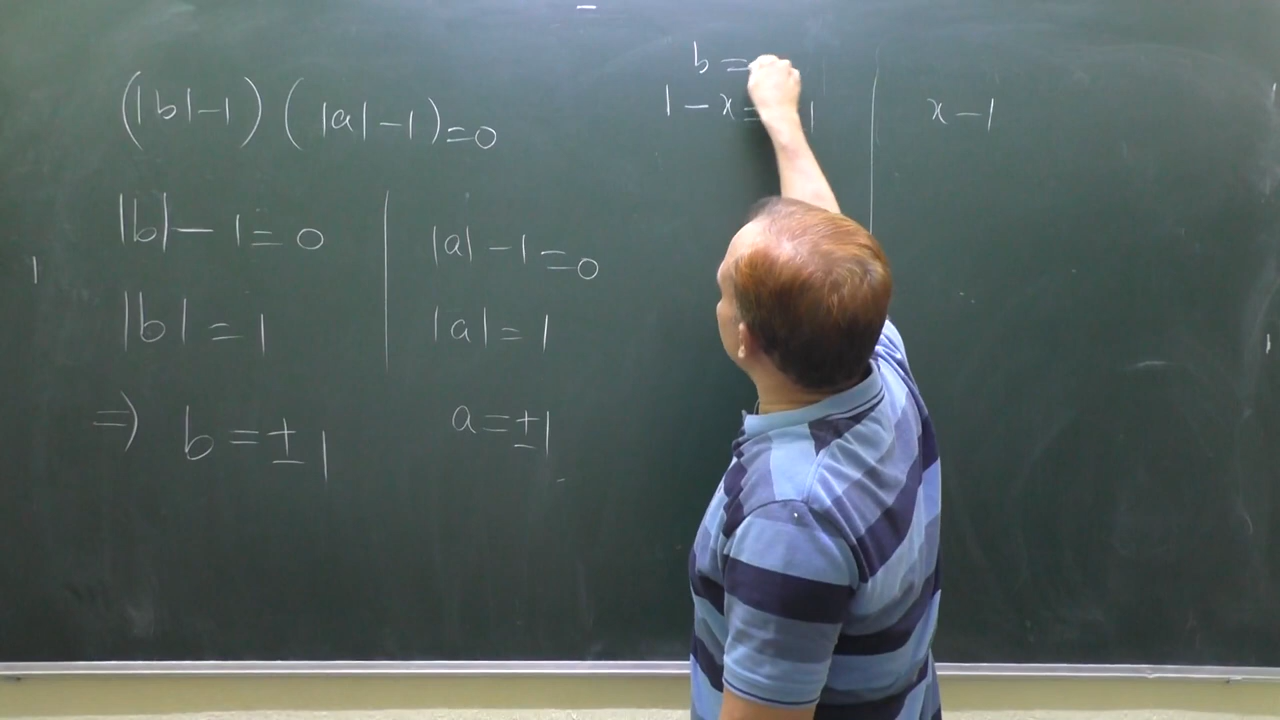 (|b|-1) (|a|-1)=0
|b|-1=0
|b|=1
=> b=±1
|a|-1=0
|a|=1
a=±1
b=
1-x= 1
x-1